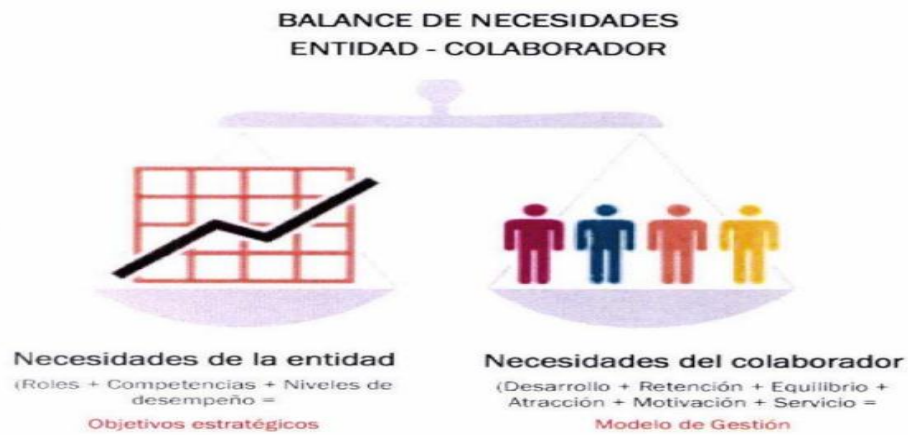 BALANCE DE NECESIDADES
ENTIDAD - COLABORADOR
Necesidades de la entidad
(Roles + Competencias + Niveles de
desempeño =
Objetivos estratégicos
Necesidades del colaborador
(Desarrollo + Retención + Equilibrio +
Atracción + Motivación + Servicio =
Modelo de Gestión